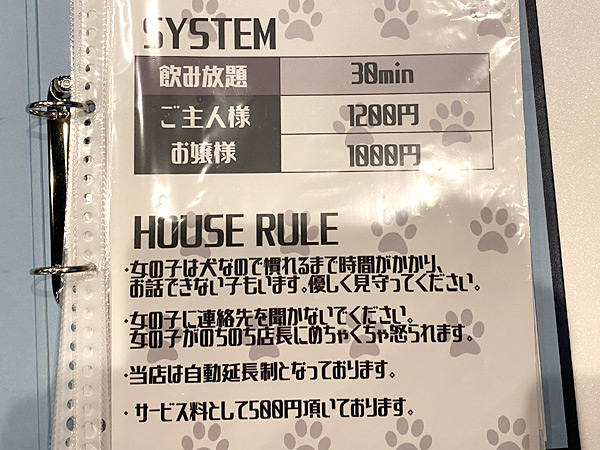 SYSTEM
飲み放題 30min
ご主人様 1200円
お嬢様 1000円
HOUSE RULE
・女の子は犬なので慣れるまで時間がかかり、
お話できない子もいます。優しく見守ってください。
・女の子に連絡先を聞かないでください。
女の子がのちのち店長にめちゃくちゃ怒られます。
・当店は自動延長制となっております。
・サービス料として500円頂いております。